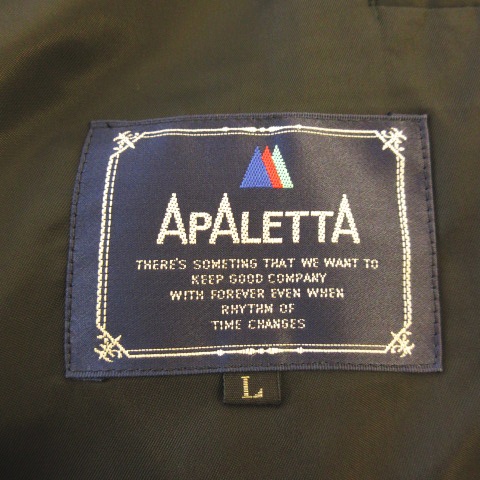 APALETTA
THERE'S SOMETING THAT WE WANT TO
KEEP GOOD COMPANY
WITH FOREVER EVEN WHEN
RHYTHM OF
TIME CHANGES
L